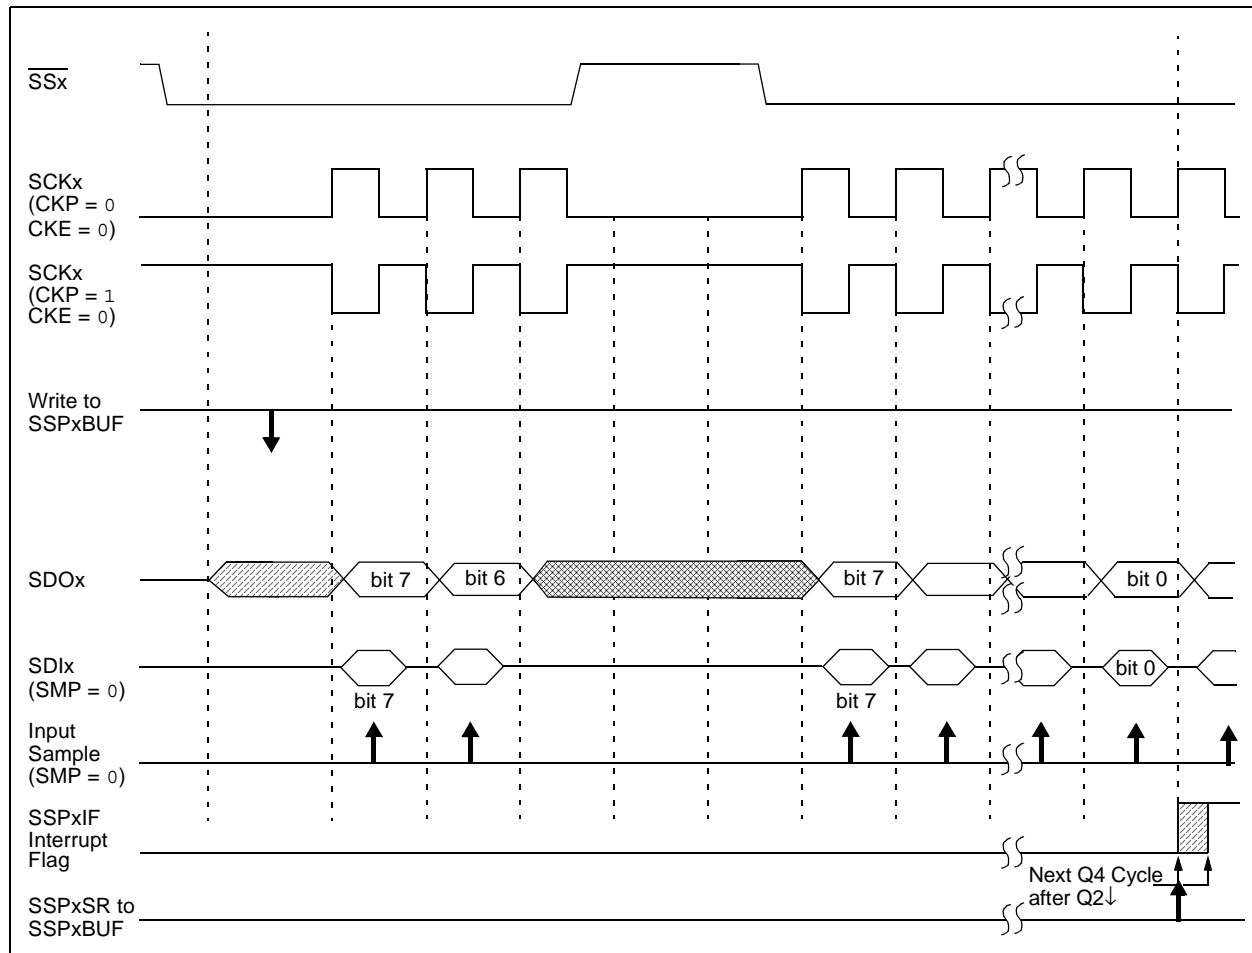 SSx
SCKx
(CKP = 0
CKE = 0)
SCKx
(CKP = 1
CKE = 0)
Write to
SSPxBUF
SDOx
bit 7
bit 6
bit 7
bit 0
SDIx
(SMP = 0)
bit 7
bit 7
bit 0
Input
Sample
(SMP = 0)
SSPxIF
Interrupt
Flag
Next Q4 Cycle
after Q2↓
SSPxSR to
SSPxBUF